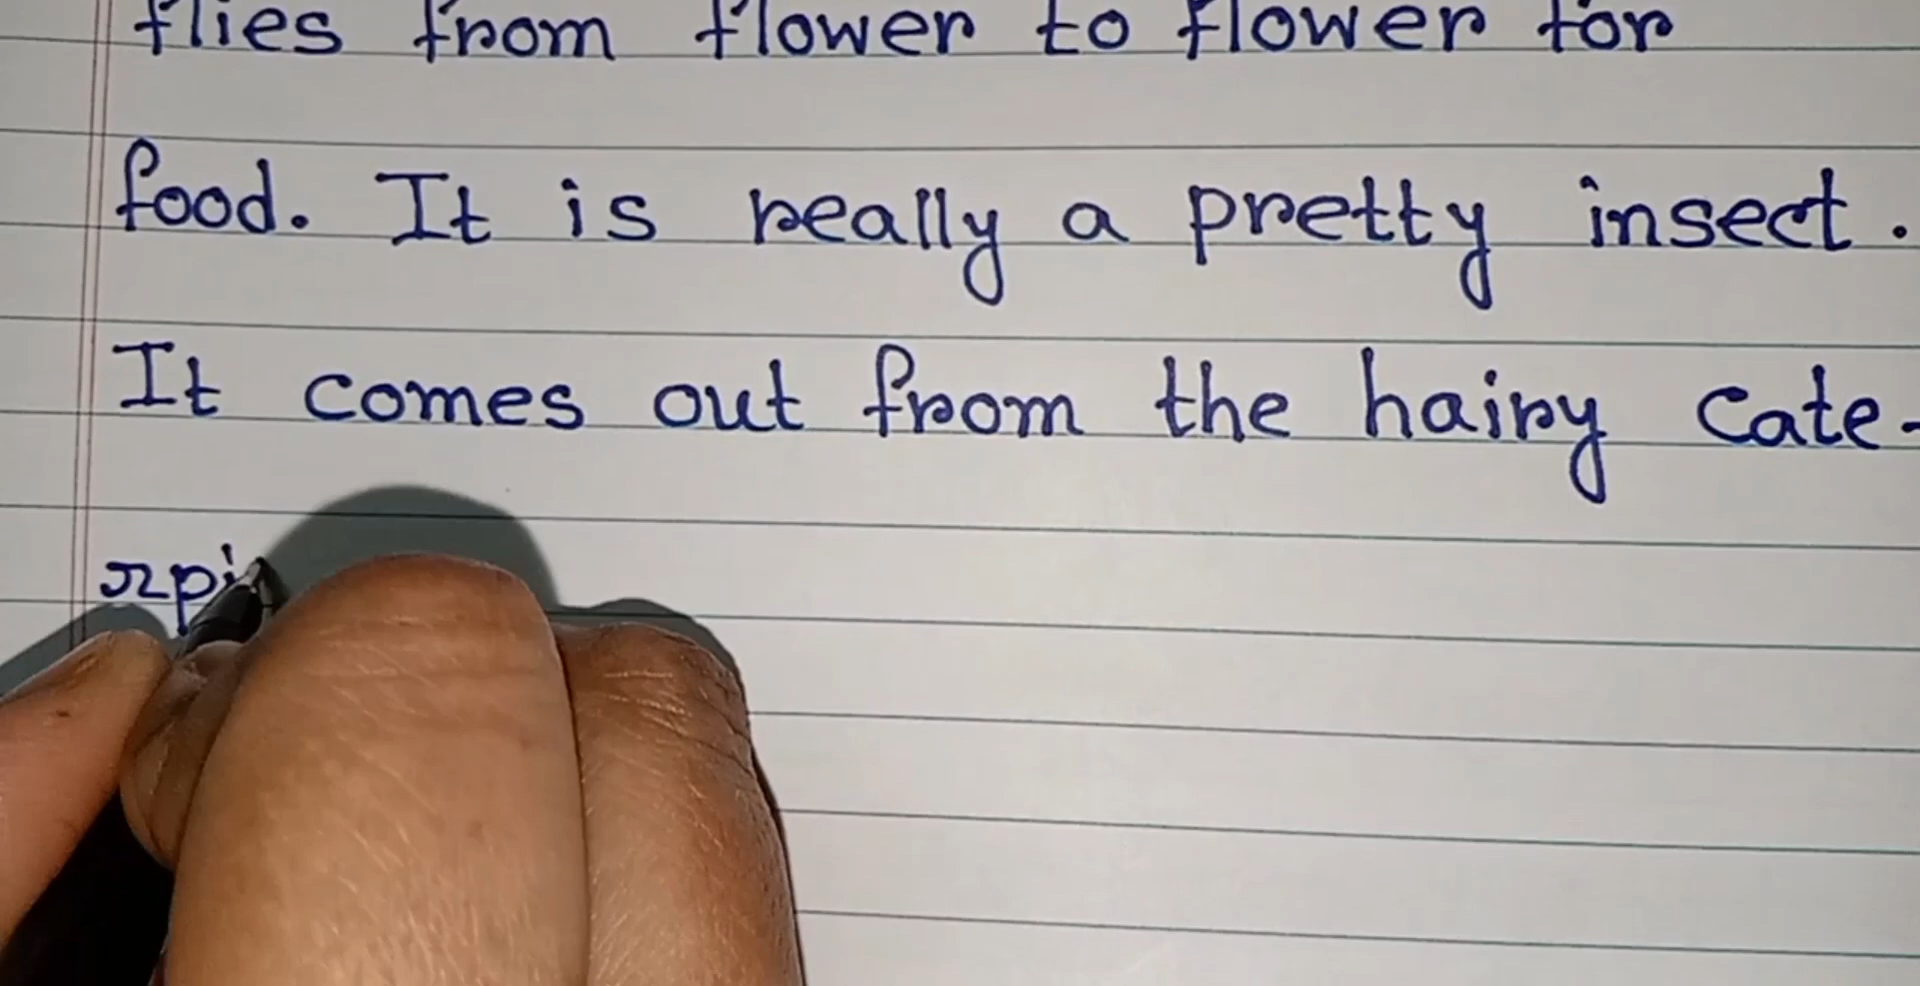 flies from flower to flower for
food. It is really a pretty insect.
It comes out from the hairy cate-
rpi